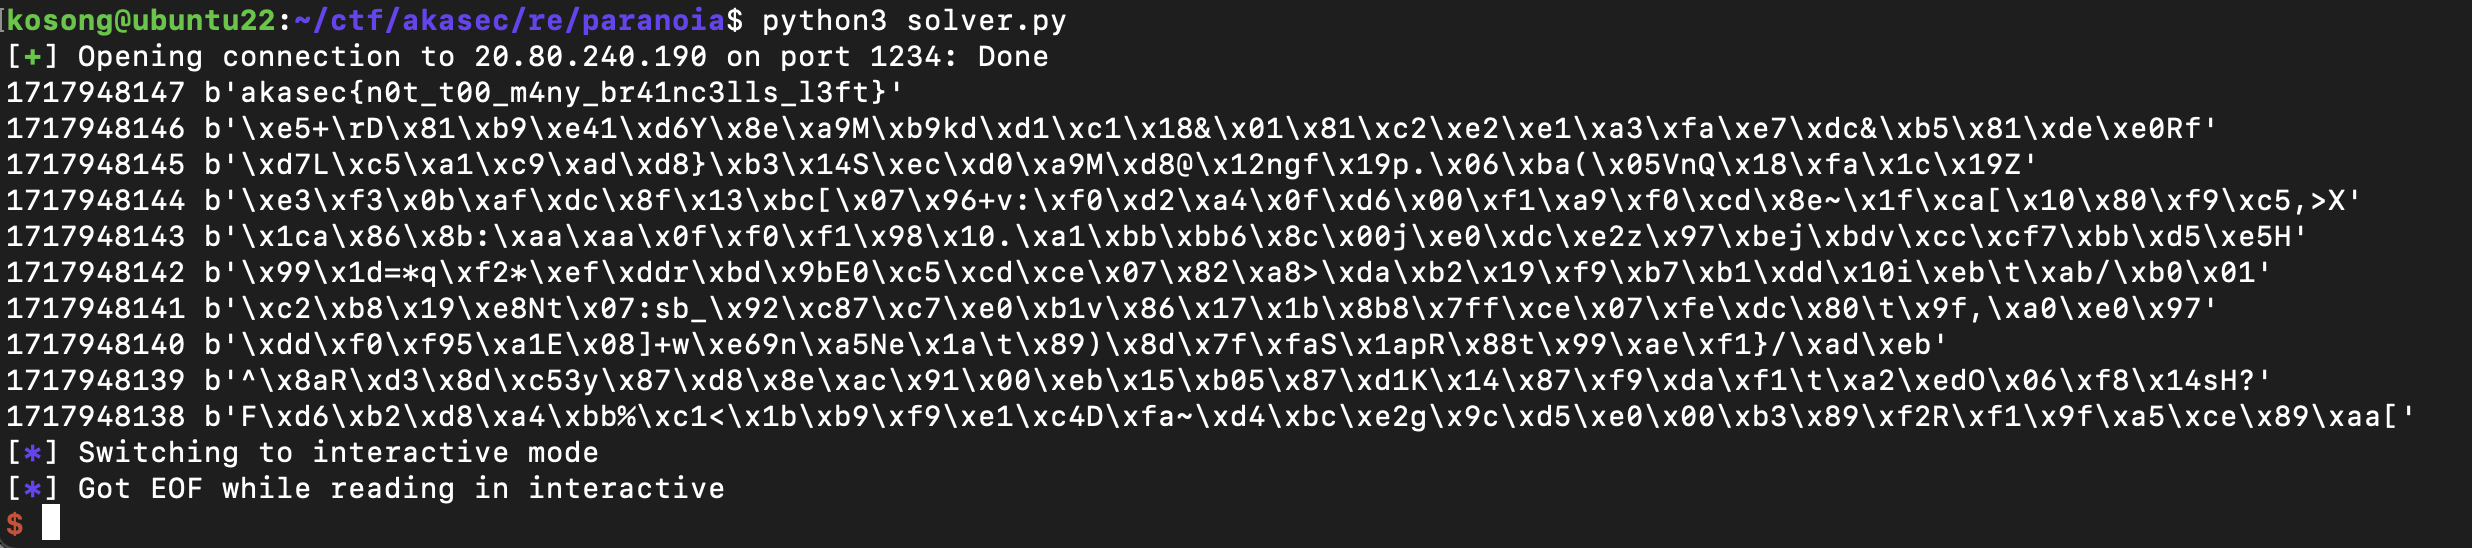 kosong@ubuntu22:~/ctf/akasec/re/paranoia$ python3 solver.py
[+] Opening connection to 20.80.240.190 on port 1234: Done
1717948147 b'akasec{n0t_t00_m4ny_br41nc3lls_l3ft}'
1717948146 b'\xe5+\rD\x81\xb9\xe41\xd6Y\x8e\xa9M\xb9kd\xd1\xc1\x18&\x01\x81\xc2\xe2\xe1\xa3\xfa\xe7\xdc&\xb5\x81\xde\xe0Rf'
1717948145 b'\xd7L\xc5\xa1\xc9\xad\xd8}\xb3\x14S\xec\xd0\xa9M\xd8@\x12ngf\x19p.\x06\xba(\x05VnQ\x18\xfa\x1c\x19Z'
1717948144 b'\xe3\xf3\x0b\xaf\xdc\x8f\x13\xbc[\x07\x96+v:\xf0\xd2\xa4\x0f\xd6\x00\xf1\xa9\xf0\xcd\x8e~\x1f\xca[\x10\x80\xf9\xc5,>X'
1717948143 b'\x1ca\x86\x8b:\xaa\xaa\x0f\xf0\xf1\x98\x10.\xa1\xbb\xbb6\x8c\x00j\xe0\xdc\xe2z\x97\xbej\xbdv\xcc\xcf7\xbb\xd5\xe5H'
1717948142 b'\x99\x1d=*q\xf2*\xef\xddr\xbd\x9bE0\xc5\xcd\xce\x07\x82\xa8>\xda\xb2\x19\xf9\xb7\xb1\xdd\x10i\xeb\t\xab/\xb0\x01'
1717948141 b'\xc2\xb8\x19\xe8Nt\x07:sb_\x92\xc87\xc7\xe0\xb1v\x86\x17\x1b\x8b8\x7ff\xce\x07\xfe\xdc\x80\t\x9f,\xa0\xe0\x97'
1717948140 b'\xdd\xf0\xf95\xa1E\x08]+w\xe69n\xa5Ne\x1a\t\x89)\x8d\x7f\xfaS\x1apR\x88t\x99\xae\xf1}/\xad\xeb'
1717948139 b'^\x8aR\xd3\x8d\xc53y\x87\xd8\x8e\xac\x91\x00\xeb\x15\xb05\x87\xd1K\x14\x87\xf9\xda\xf1\t\xa2\xedO\x06\xf8\x14sH?'
1717948138 b'F\xd6\xb2\xd8\xa4\xbb%\xc1<\x1b\xb9\xf9\xe1\xc4D\xfa~\xd4\xbc\xe2g\x9c\xd5\xe0\x00\xb3\x89\xf2R\xf1\x9f\xa5\xce\x89\xaa['
[*] Switching to interactive mode
[*] Got EOF while reading in interactive
$